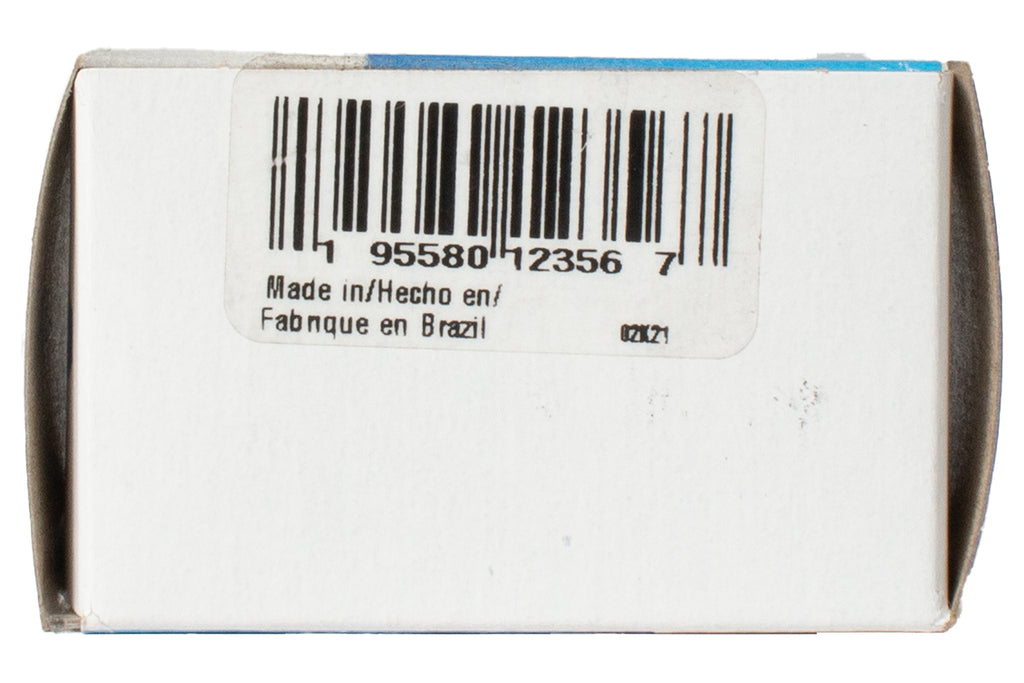 1 95580 12356 7
Made in/Hecho en/
Fabrique en Brazil
02K21